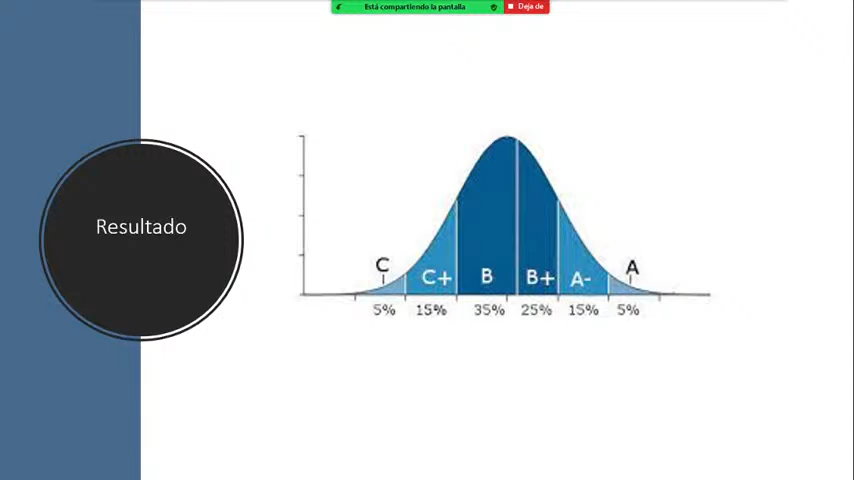 Está compartiendo la pantalla
Deja de
Resultado
C
C+
B
B+
A-
A
5%
15%
35%
25%
15%
5%